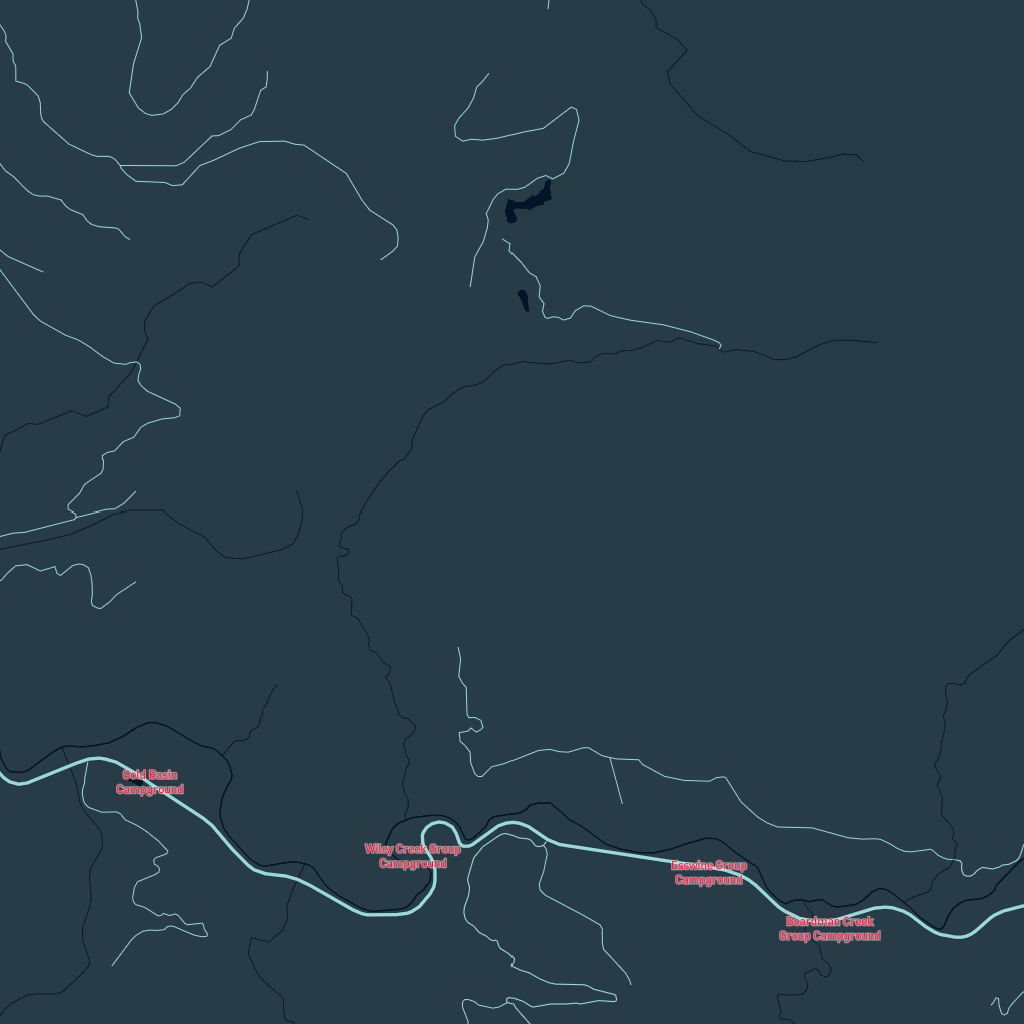 Gold Basin
Campground
Wiley Creek Group
Campground
Esswine Group
Campground
Boardman Creek
Group Campground